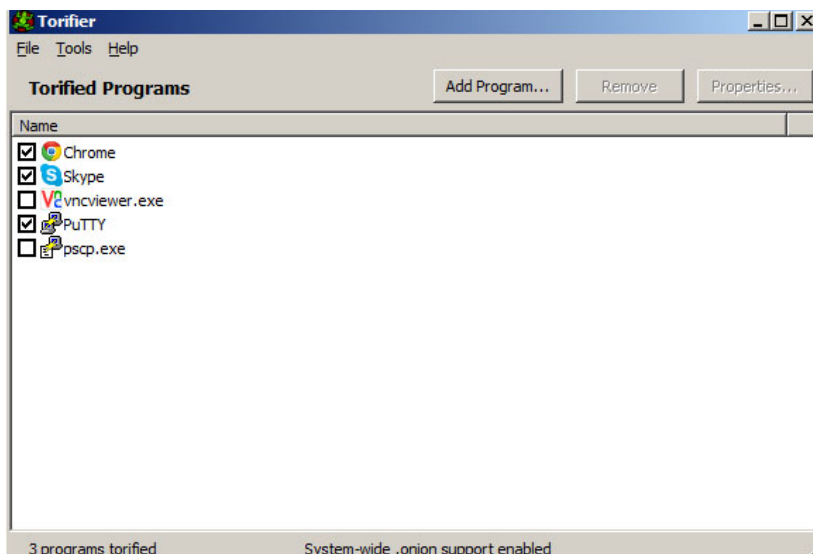 Torifier
File Tools Help
Torified Programs Add Program... Remove Properties...
Name
Chrome
Skype
vncviewer.exe
PuTTY
pscp.exe
3 programs torified System-wide .onion support enabled